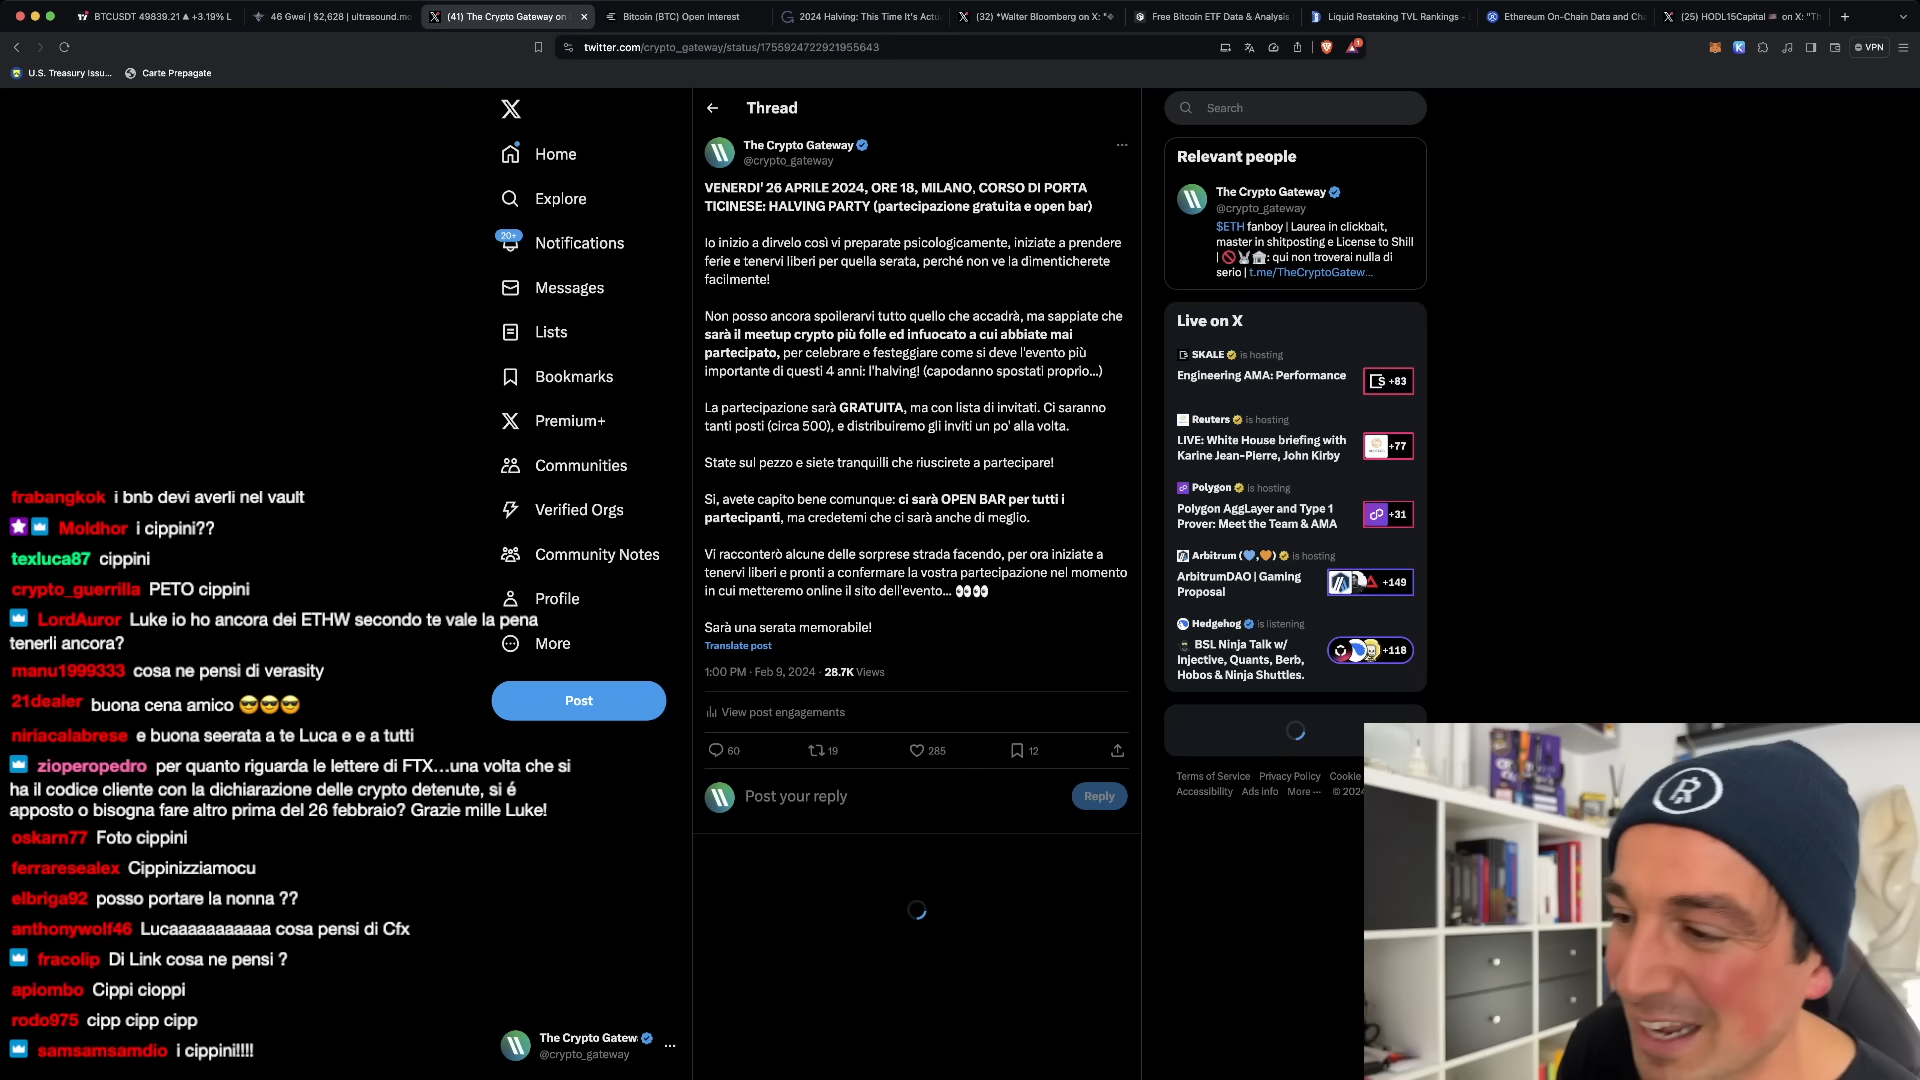 BTCUSDT 49839.21 ▲ +3.19% L
46 Gwei | $2,628 | ultrasound.mo
(41) The Crypto Gateway on
Bitcoin (BTC) Open Interest
2024 Halving: This Time It's Actu
(32) *Walter Bloomberg on X: "
Free Bitcoin ETF Data & Analysis
Liquid Restaking TVL Rankings -
Ethereum On-Chain Data and Cha
(25) HODL15Capital on X: "Th
twitter.com/crypto_gateway/status/1755924722921955643
1
VPN
U.S. Treasury Issu...
Carte Prepagate
Home
Explore
20+
Notifications
Messages
Lists
Bookmarks
Premium+
Communities
Verified Orgs
Community Notes
Profile
More
Post
The Crypto Gatew
@crypto_gateway
Thread
The Crypto Gateway
@crypto_gateway
VENERDI' 26 APRILE 2024, ORE 18, MILANO, CORSO DI PORTA
TICINESE: HALVING PARTY (partecipazione gratuita e open bar)
Io inizio a dirvelo così vi preparate psicologicamente, iniziate a prendere
ferie e tenervi liberi per quella serata, perché non ve la dimenticherete
facilmente!
Non posso ancora spoilerarvi tutto quello che accadrà, ma sappiate che
sarà il meetup crypto più folle ed infuocato a cui abbiate mai
partecipato, per celebrare e festeggiare come si deve l'evento più
importante di questi 4 anni: l'halving! (capodanno spostati proprio...)
La partecipazione sarà GRATUITA, ma con lista di invitati. Ci saranno
tanti posti (circa 500), e distribuiremo gli inviti un po' alla volta.
State sul pezzo e siete tranquilli che riuscirete a partecipare!
Si, avete capito bene comunque: ci sarà OPEN BAR per tutti i
partecipanti, ma credetemi che ci sarà anche di meglio.
Vi racconterò alcune delle sorprese strada facendo, per ora iniziate a
tenervi liberi e pronti a confermare la vostra partecipazione nel momento
in cui metteremo online il sito dell'evento... 👀👀
Sarà una serata memorabile!
Translate post
1:00 PM · Feb 9, 2024 · 28.7K Views
View post engagements
60
19
285
12
Post your reply
Reply
Search
Relevant people
The Crypto Gateway
@crypto_gateway
$ETH fanboy | Laurea in clickbait,
master in shitposting e License to Shill
| 🚫🐰🏠: qui non troverai nulla di
serio | t.me/TheCryptoGatew...
Live on X
SKALE is hosting
Engineering AMA: Performance
+83
Reuters is hosting
LIVE: White House briefing with
Karine Jean-Pierre, John Kirby
+77
Polygon is hosting
Polygon AggLayer and Type 1
Prover: Meet the Team & AMA
+31
Arbitrum (💙,🧡) is hosting
ArbitrumDAO | Gaming
Proposal
+149
Hedgehog is listening
BSL Ninja Talk w/
Injective, Quants, Berb,
Hobos & Ninja Shuttles.
+118
Terms of Service Privacy Policy Cookie
Accessibility Ads info More ··· © 2024
frabangkok i bnb devi averli nel vault
Moldhor i cippini??
texluca87 cippini
crypto_guerrilla PETO cippini
LordAuror Luke io ho ancora dei ETHW secondo te vale la pena
tenerli ancora?
manu1999333 cosa ne pensi di verasity
21dealer buona cena amico 😎😎😎
niriacalabrese e buona seerata a te Luca e e a tutti
zioperopedro per quanto riguarda le lettere di FTX...una volta che si
ha il codice cliente con la dichiarazione delle crypto detenute, si é
apposto o bisogna fare altro prima del 26 febbraio? Grazie mille Luke!
oskarn77 Foto cippini
ferraresealex Cippinizziamocu
elbriga92 posso portare la nonna ??
anthonywolf46 Lucaaaaaaaaaaa cosa pensi di Cfx
fracolip Di Link cosa ne pensi ?
apiombo Cippi cioppi
rodo975 cipp cipp cipp
samsamsamdio i cippini!!!!